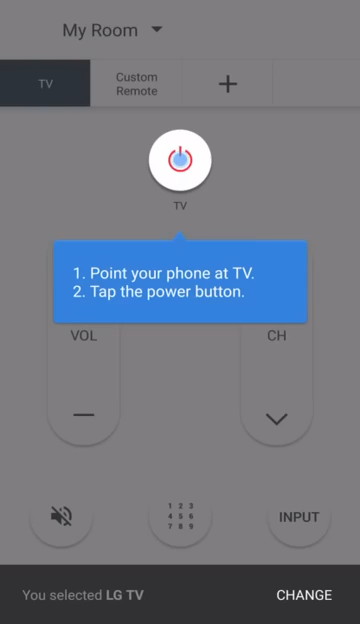 My Room
TV
Custom
Remote
TV
1. Point your phone at TV.
2. Tap the power button.
VOL
CH
1 2 3
4 5 6
7 8 9
INPUT
You selected LG TV
CHANGE